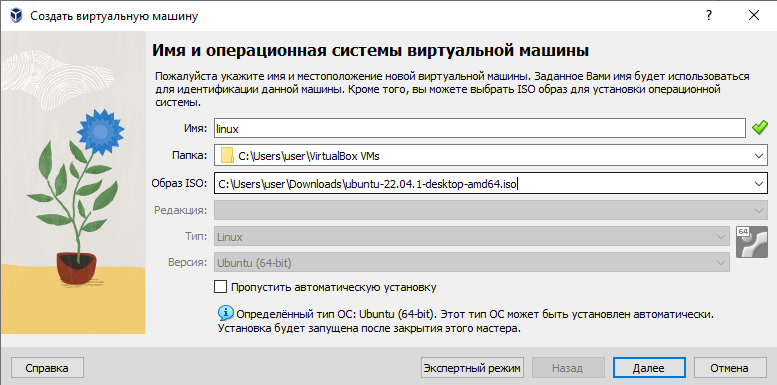 Создать виртуальную машину
Имя и операционная системы виртуальной машины
Пожалуйста укажите имя и местоположение новой виртуальной машины. Заданное Вами имя будет использоваться
для идентификации данной машины. Кроме того, вы можете выбрать ISO образ для установки операционной
системы.
Имя: linux
Папка: C:\Users\user\VirtualBox VMs
Образ ISO: C:\Users\user\Downloads\ubuntu-22.04.1-desktop-amd64.iso
Редакция:
Тип: Linux
64
Версия: Ubuntu (64-bit)
Пропустить автоматическую установку
Определённый тип ОС: Ubuntu (64-bit). Этот тип ОС может быть установлен автоматически.
Установка будет запущена после закрытия этого мастера.
Справка Экспертный режим Назад Далее Отмена